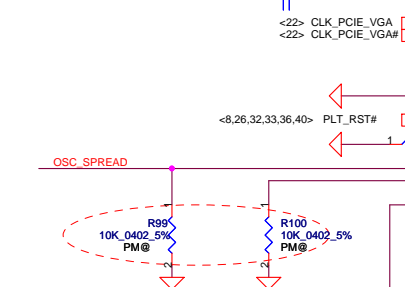 <22> CLK_PCIE_VGA
<22> CLK_PCIE_VGA#
<8,26,32,33,36,40> PLT_RST#
1
OSC_SPREAD
1 1
R99 R100
10K_0402_5% 10K_0402_5%
PM@ PM@
2 2